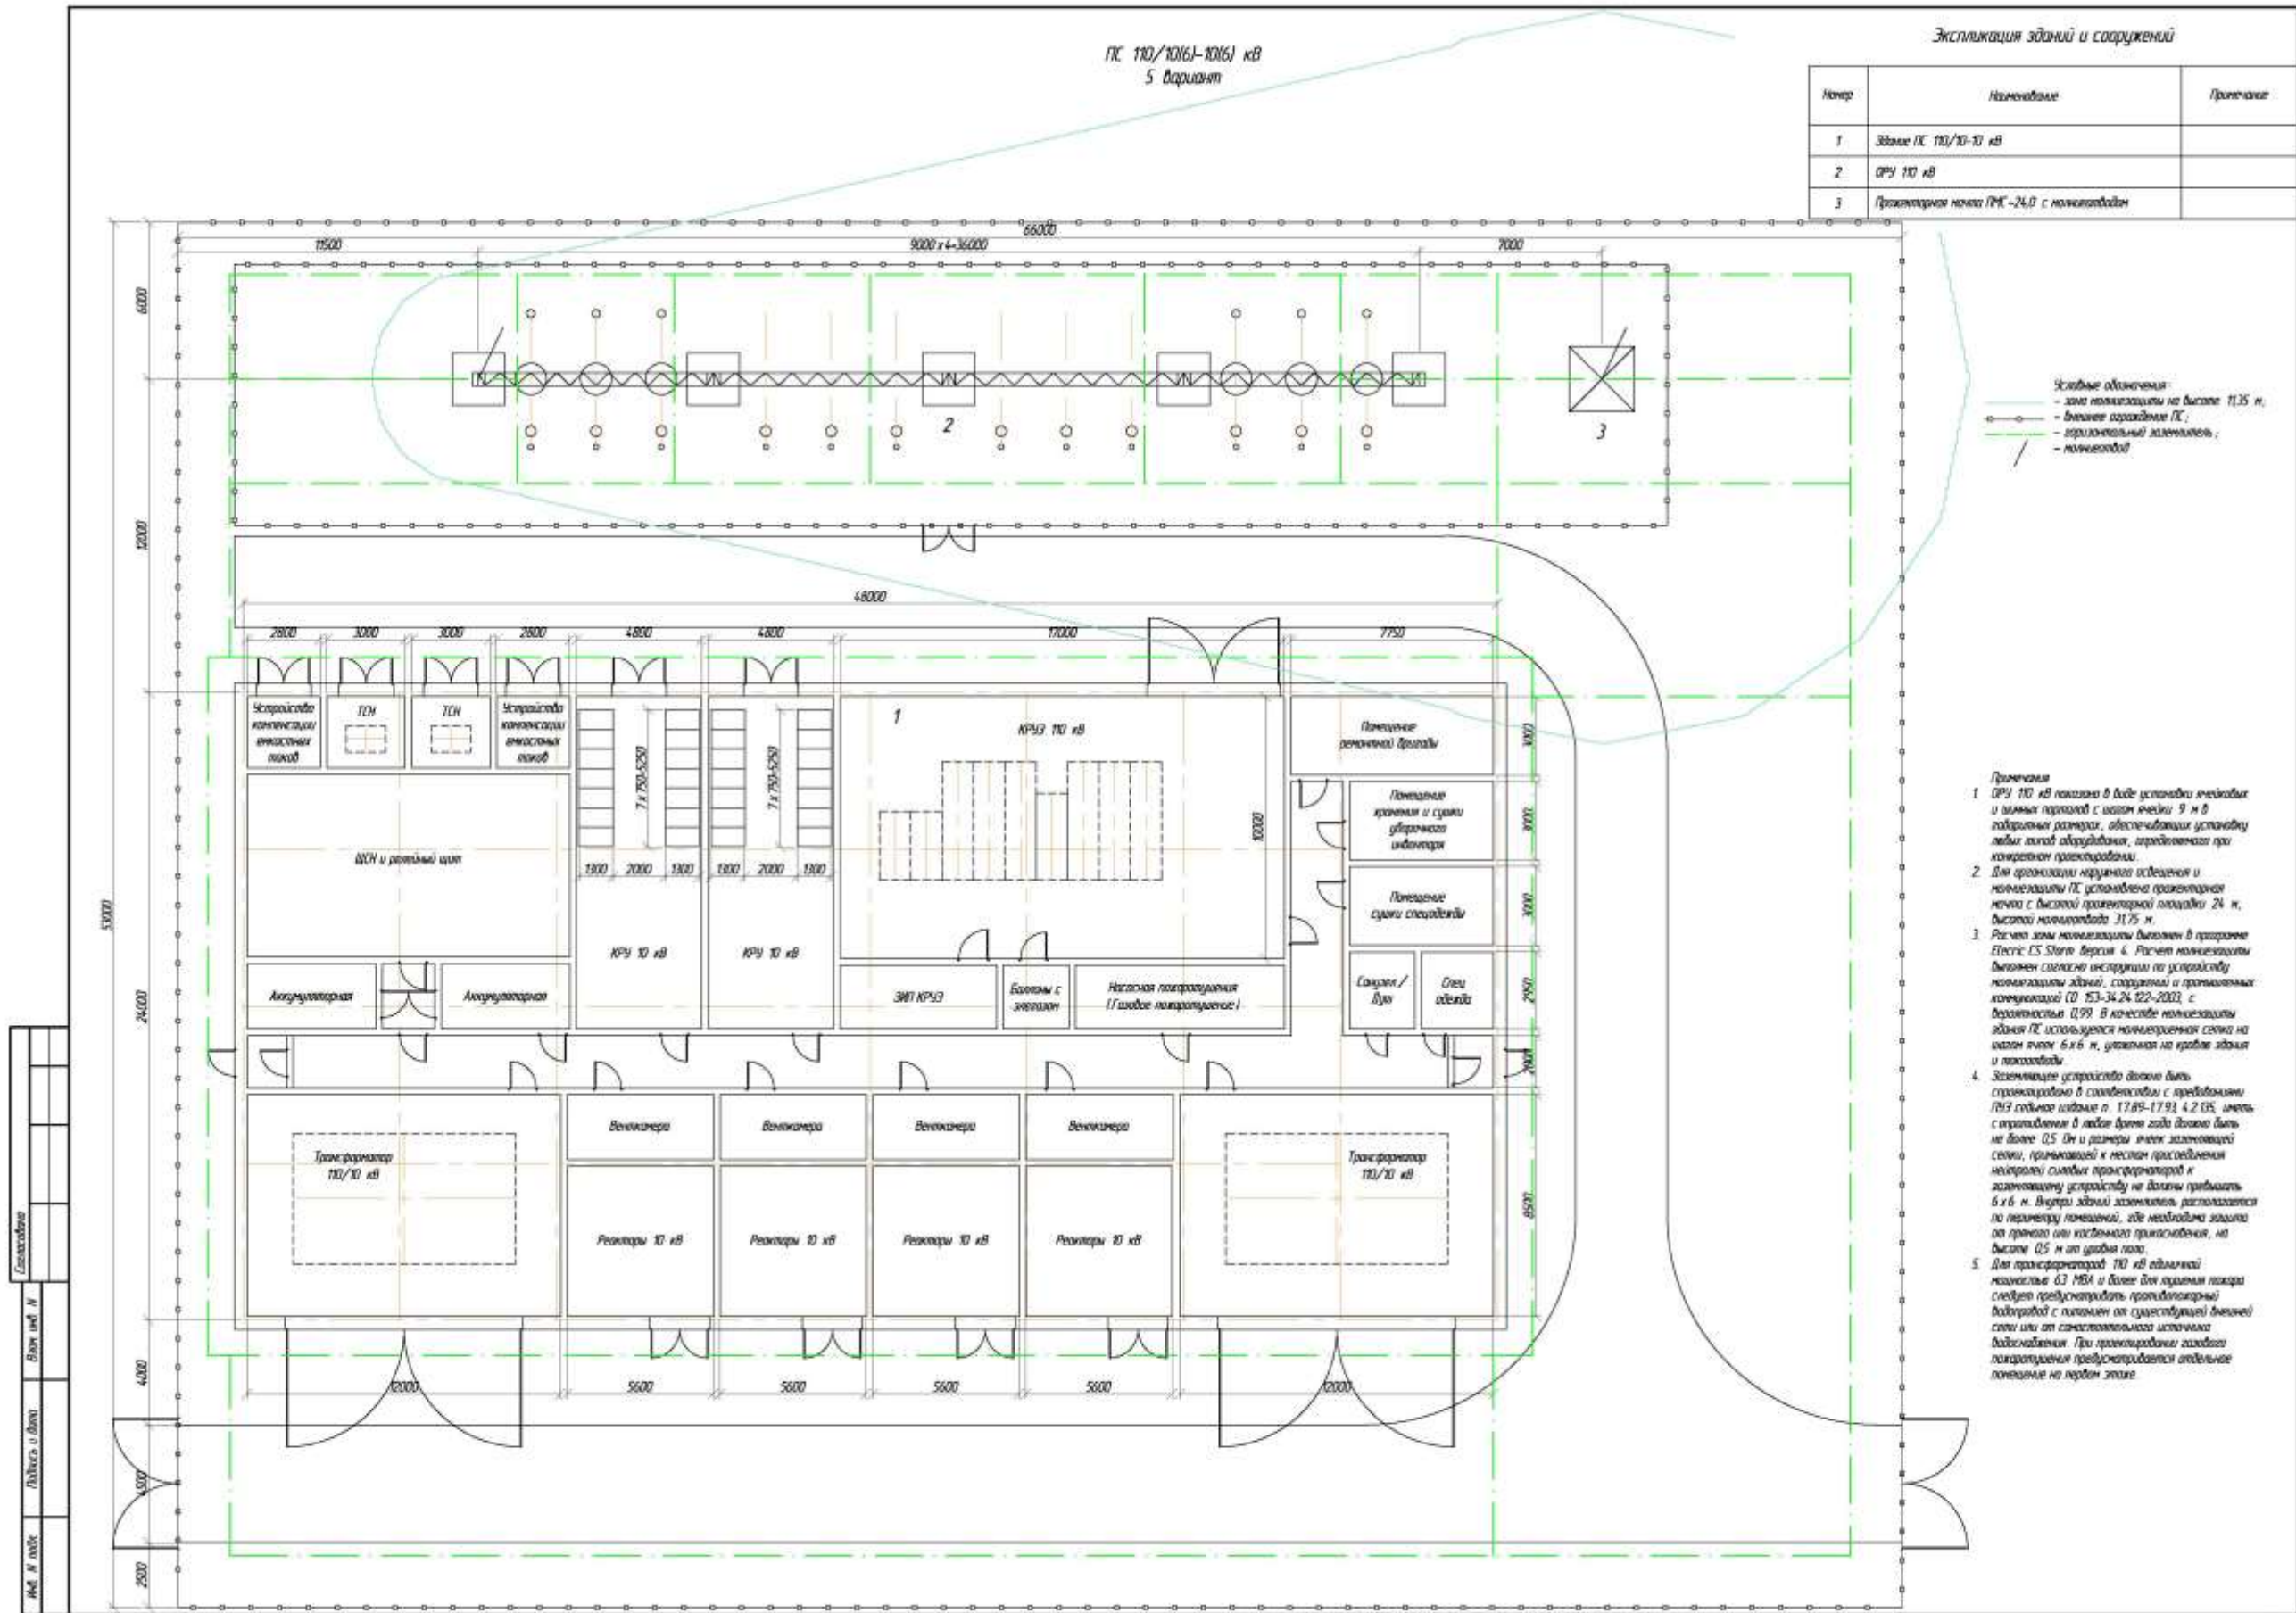 ПС 110/10(6)-10(6) кВ
5 вариант
Экспликация зданий и сооружений
Номер
Наименование
Примечание
1
Здание ПС 110/10-10 кВ
2
ОРУ 110 кВ
3
Прожекторная мачта ПМС-24,0 с молниеотводом
66000
11500
9000 x 4=36000
7000
6000
12000
53000
24000
4000
4500
2500
2
3
Условные обозначения:
- зона молниезащиты на высоте 11,35 м;
- внешнее ограждение ПС;
- горизонтальный заземлитель;
- молниеотвод
48000
2800
3000
3000
2800
4800
4800
17000
7750
Устройства
компенсации
емкостных
токов
ТСН
ТСН
Устройства
компенсации
емкостных
токов
7 x 750=5250
7 x 750=5250
1
КРУЭ 110 кВ
10000
Помещение
ремонтной бригады
3000
Помещение
хранения и сушки
уборочного
инвентаря
3000
ЩСН и релейный щит
1300
2000
1300
1300
2000
1300
Помещение
сушки спецодежды
3000
КРУ 10 кВ
КРУ 10 кВ
Аккумуляторная
Аккумуляторная
ЗИП КРУЭ
Баллоны с
элегазом
Насосная пожаротушения
(Газовое пожаротушение)
Санузел /
Душ
Спец
одежда
2950
2000
Трансформатор
110/10 кВ
Венткамера
Венткамера
Венткамера
Венткамера
Трансформатор
110/10 кВ
Реакторы 10 кВ
Реакторы 10 кВ
Реакторы 10 кВ
Реакторы 10 кВ
8500
12000
5600
5600
5600
5600
12000
Примечания
1. ОРУ 110 кВ показано в виде установки ячейковых
и шинных порталов с шагом ячейки 9 м в
габаритных размерах, обеспечивающих установку
любых типов оборудования, определяемого при
конкретном проектировании.
2. Для организации наружного освещения и
молниезащиты ПС установлена прожекторная
мачта с высотой прожекторной площадки 24 м,
высотой молниеотвода 31,75 м.
3. Расчет зоны молниезащиты выполнен в программе
Elecric CS Storm Версия 4. Расчет молниезащиты
выполнен согласно инструкции по устройству
молниезащиты зданий, сооружений и промышленных
коммуникаций СО 153-34.24.122-2003, с
вероятностью 0,99. В качестве молниезащиты
здания ПС используется молниеприемная сетка на
шагом ячеек 6 x 6 м, уложенная на кровле здания
и токоотводы.
4. Заземляющее устройство должно быть
спроектировано в соответствии с требованиями
ПУЭ седьмое издание п. 1.7.89-1.7.93, 4.2.135, иметь
сопротивление в любое время года должно быть
не более 0,5 Ом и размеры ячеек заземляющей
сетки, примыкающей к местам присоединения
нейтралей силовых трансформаторов к
заземляющему устройству не должны превышать
6 x 6 м. Внутри зданий заземлитель располагается
по периметру помещений, где необходима защита
от прямого или косвенного прикосновения, на
высоте 0,5 м от уровня пола.
5. Для трансформаторов 110 кВ единичной
мощностью 63 МВА и более для тушения пожара
следует предусматривать противопожарный
водопровод с питанием от существующей внешней
сети или от самостоятельного источника
водоснабжения. При проектировании газового
пожаротушения предусматривается отдельное
помещение на первом этаже.
Согласовано
Взам. инв. N
Подпись и дата
Инв. N подл.